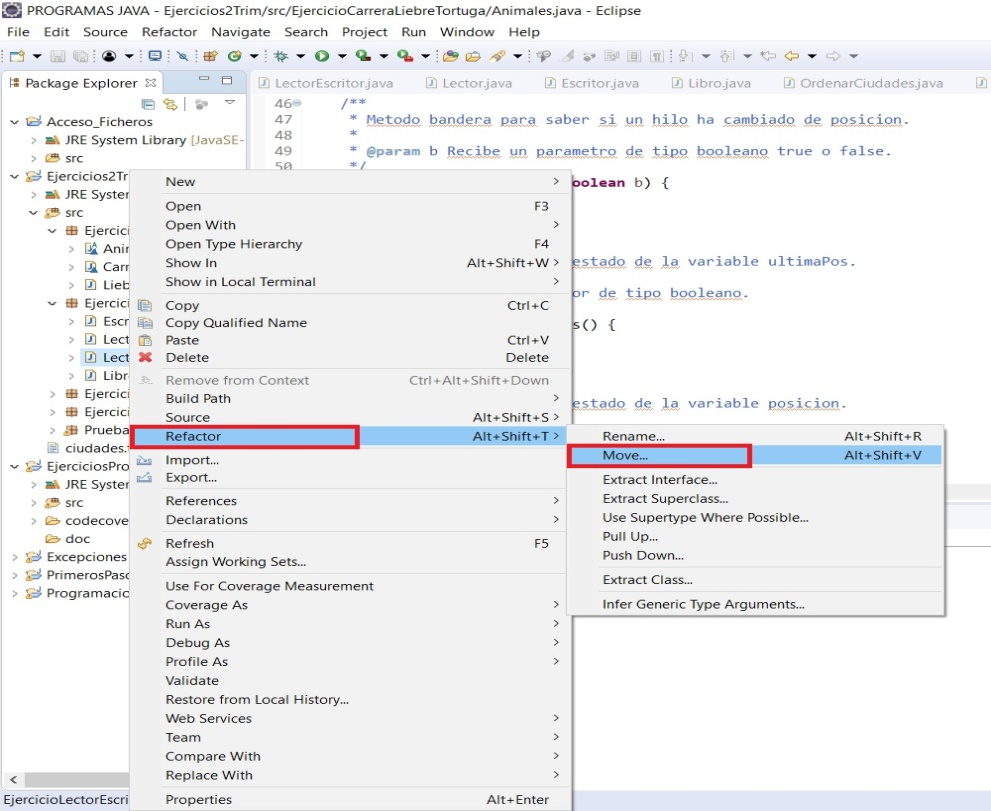 PROGRAMAS JAVA - Ejercicios2Trim/src/EjercicioCarreraLiebreTortuga/Animales.java - Eclipse
File Edit Source Refactor Navigate Search Project Run Window Help
Package Explorer
LectorEscritor.java Lector.java Escritor.java Libro.java OrdenarCiudades.java
Acceso_Ficheros
JRE System Library [JavaSE-
src
Ejercicios2Tr
JRE Syster
src
Ejercici
Anir
Carr
Lieb
Ejercici
Escr
Lect
Lect
Libr
Ejercici
Ejercici
Prueba
ciudades.
EjerciciosPro
JRE Syster
src
codecove
doc
Excepciones
PrimerosPaso
Programacio
EjercicioLectorEscri
46 /**
47 * Metodo bandera para saber si un hilo ha cambiado de posicion.
48 *
49 * @param b Recibe un parametro de tipo booleano true o false.
50 */
oolean b) {
estado de la variable ultimaPos.
or de tipo booleano.
s() {
estado de la variable posicion.
New
Open F3
Open With
Open Type Hierarchy F4
Show In Alt+Shift+W
Show in Local Terminal
Copy Ctrl+C
Copy Qualified Name
Paste Ctrl+V
Delete Delete
Remove from Context Ctrl+Alt+Shift+Down
Build Path
Source Alt+Shift+S
Refactor Alt+Shift+T
Import...
Export...
References
Declarations
Refresh F5
Assign Working Sets...
Use For Coverage Measurement
Coverage As
Run As
Debug As
Profile As
Validate
Restore from Local History...
Web Services
Team
Compare With
Replace With
Properties Alt+Enter
Rename... Alt+Shift+R
Move... Alt+Shift+V
Extract Interface...
Extract Superclass...
Use Supertype Where Possible...
Pull Up...
Push Down...
Extract Class...
Infer Generic Type Arguments...